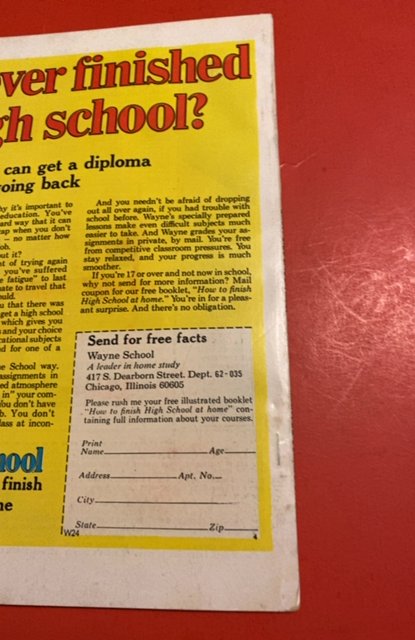 ver finished
gh school?
can get a diploma
going back
hy it's important to
education. You've
ard way that it can
ap when you don't
— no matter how
ob.
out it?
t of trying again
you've suffered
fatigue" to last
ate to travel that
ould.
u that there was
get a high school
which gives you
s and your choice
cational subjects
d for one of a
e School way.
assignments in
ed atmosphere
in" your com-
You don't have
b. You don't
lass at incon-
ool
finish
me
And you needn't be afraid of dropping
out all over again, if you had trouble with
school before. Wayne's specially prepared
lessons make even difficult subjects much
easier to take. And Wayne grades your as-
signments in private, by mail. You're free
from competitive classroom pressures. You
stay relaxed, and your progress is much
smoother.
If you're 17 or over and not now in school,
why not send for more information? Mail
coupon for our free booklet, "How to finish
High School at home." You're in for a pleas-
ant surprise. And there's no obligation.
Send for free facts
Wayne School
A leader in home study
417 S. Dearborn Street. Dept. 62-035
Chicago, Illinois 60605
Please rush me your free illustrated booklet
"How to finish High School at home" con-
taining full information about your courses.
Print
Name Age
Address Apt. No.
City
State Zip
W24 4